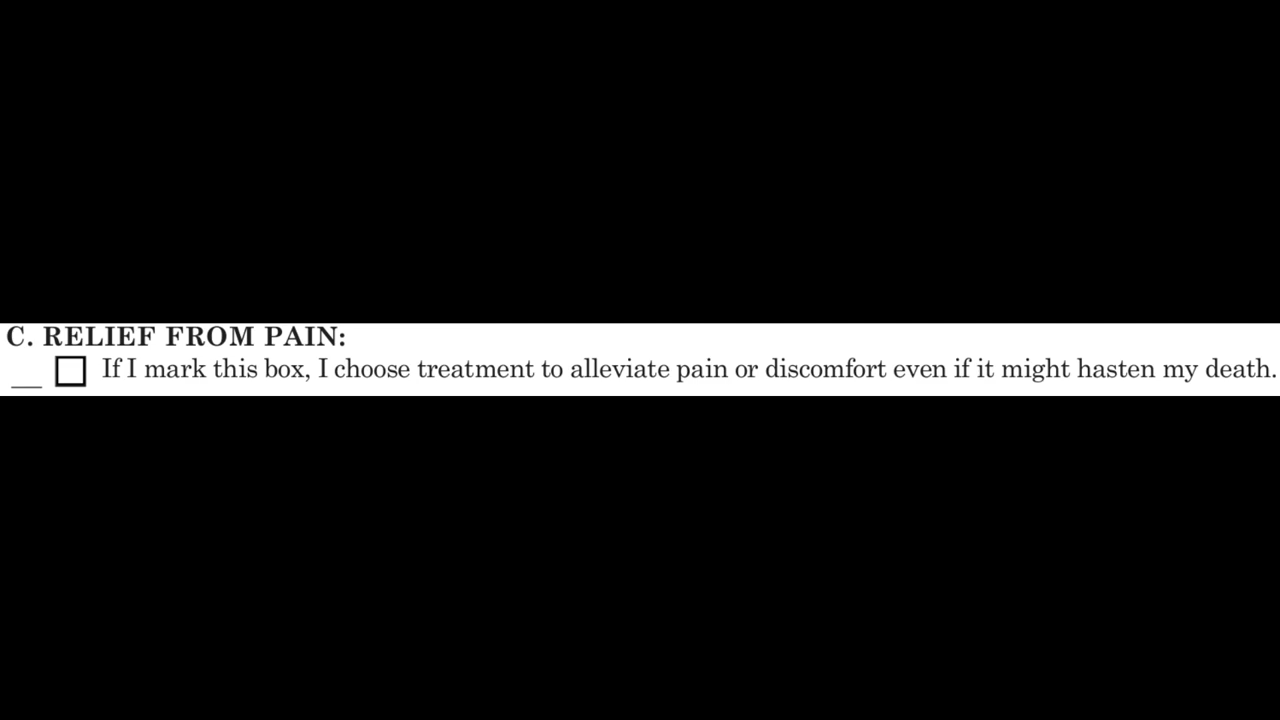 C. RELIEF FROM PAIN:
__ ☐ If I mark this box, I choose treatment to alleviate pain or discomfort even if it might hasten my death.